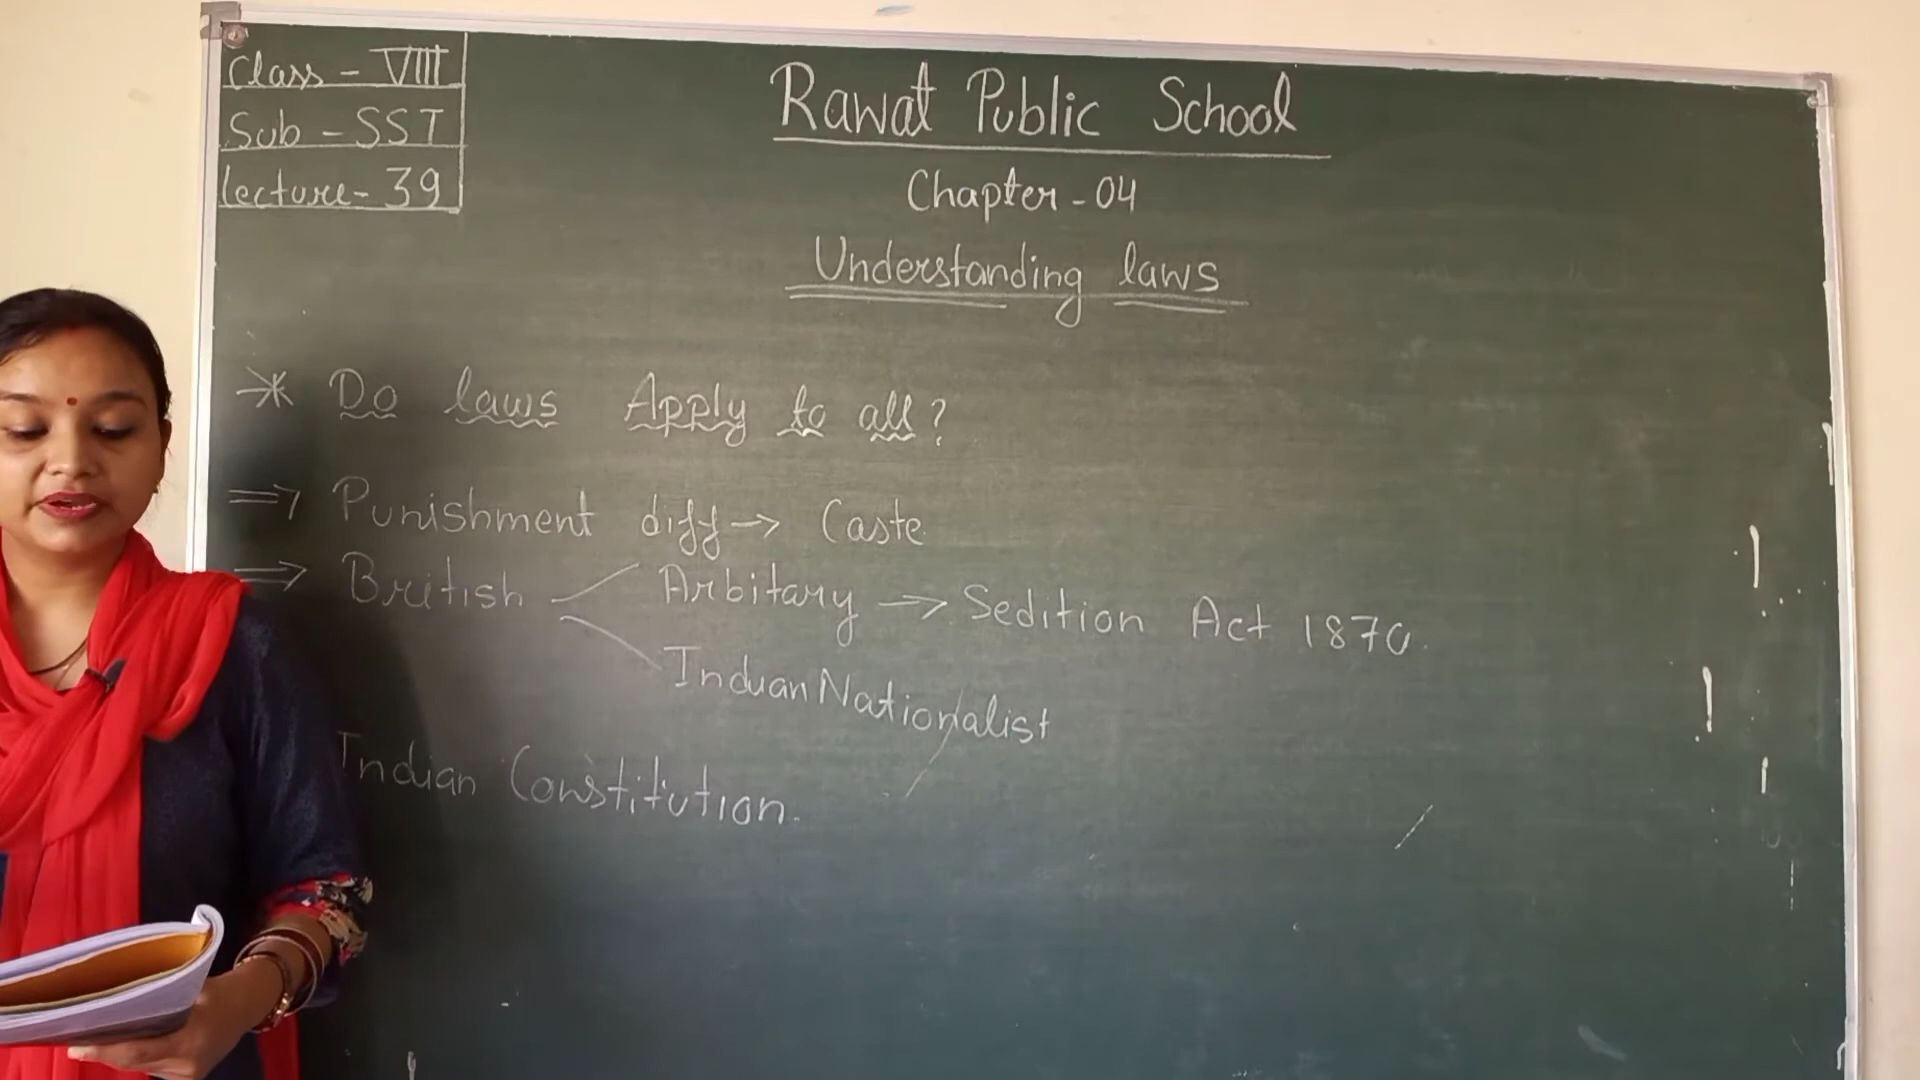 Class - VIII
Sub - SST
lecture - 39
Rawat Public School
Chapter - 04
Understanding laws
* Do laws Apply to all?
⇒ Punishment diff → Caste
⇒ British
Arbitary → Sedition Act 1870.
Indian Nationalist
Indian Constitution.